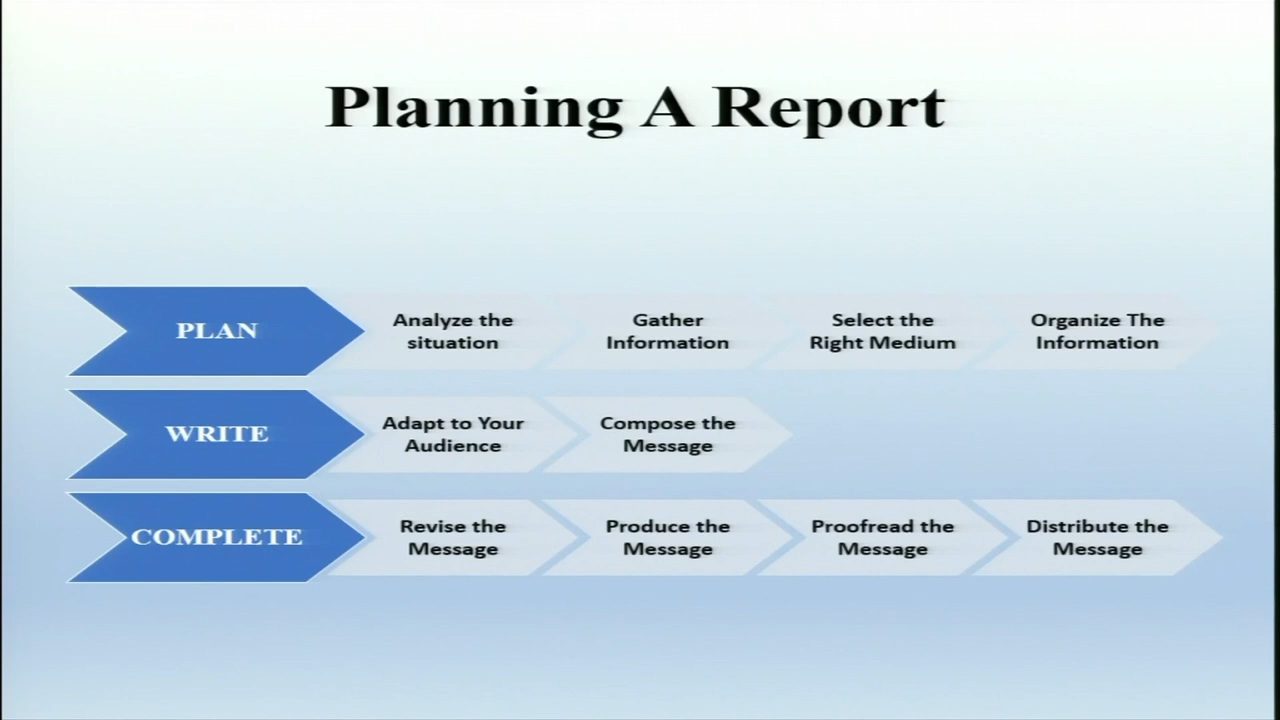 Planning A Report
PLAN
Analyze the
situation
Gather
Information
Select the
Right Medium
Organize The
Information
WRITE
Adapt to Your
Audience
Compose the
Message
COMPLETE
Revise the
Message
Produce the
Message
Proofread the
Message
Distribute the
Message